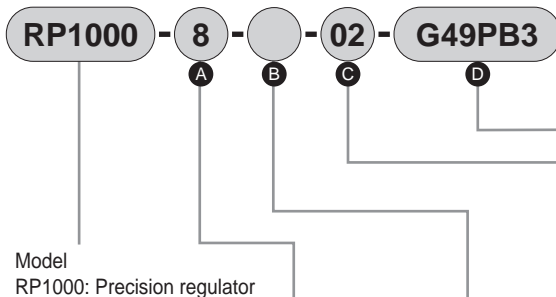 RP1000 - 8 - - 02 - G49PB3
A B C D
Model
RP1000: Precision regulator